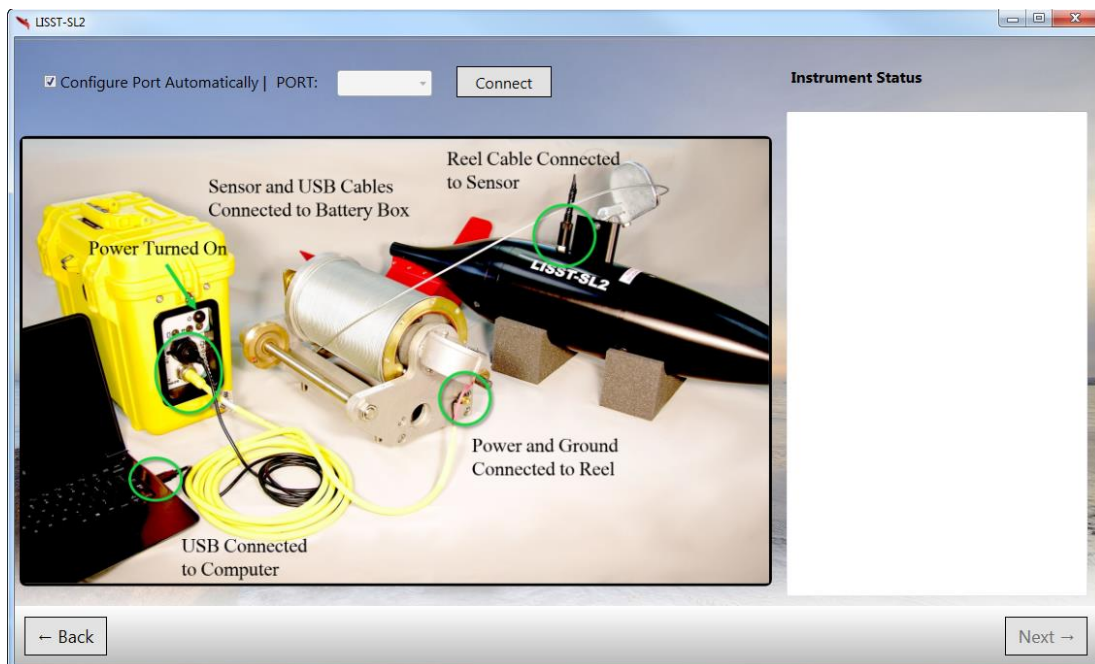 LISST-SL2
Configure Port Automatically | PORT:
Connect
Instrument Status
Reel Cable Connected
to Sensor
Sensor and USB Cables
Connected to Battery Box
Power Turned On
LISST-SL2
Power and Ground
Connected to Reel
USB Connected
to Computer
← Back
Next →